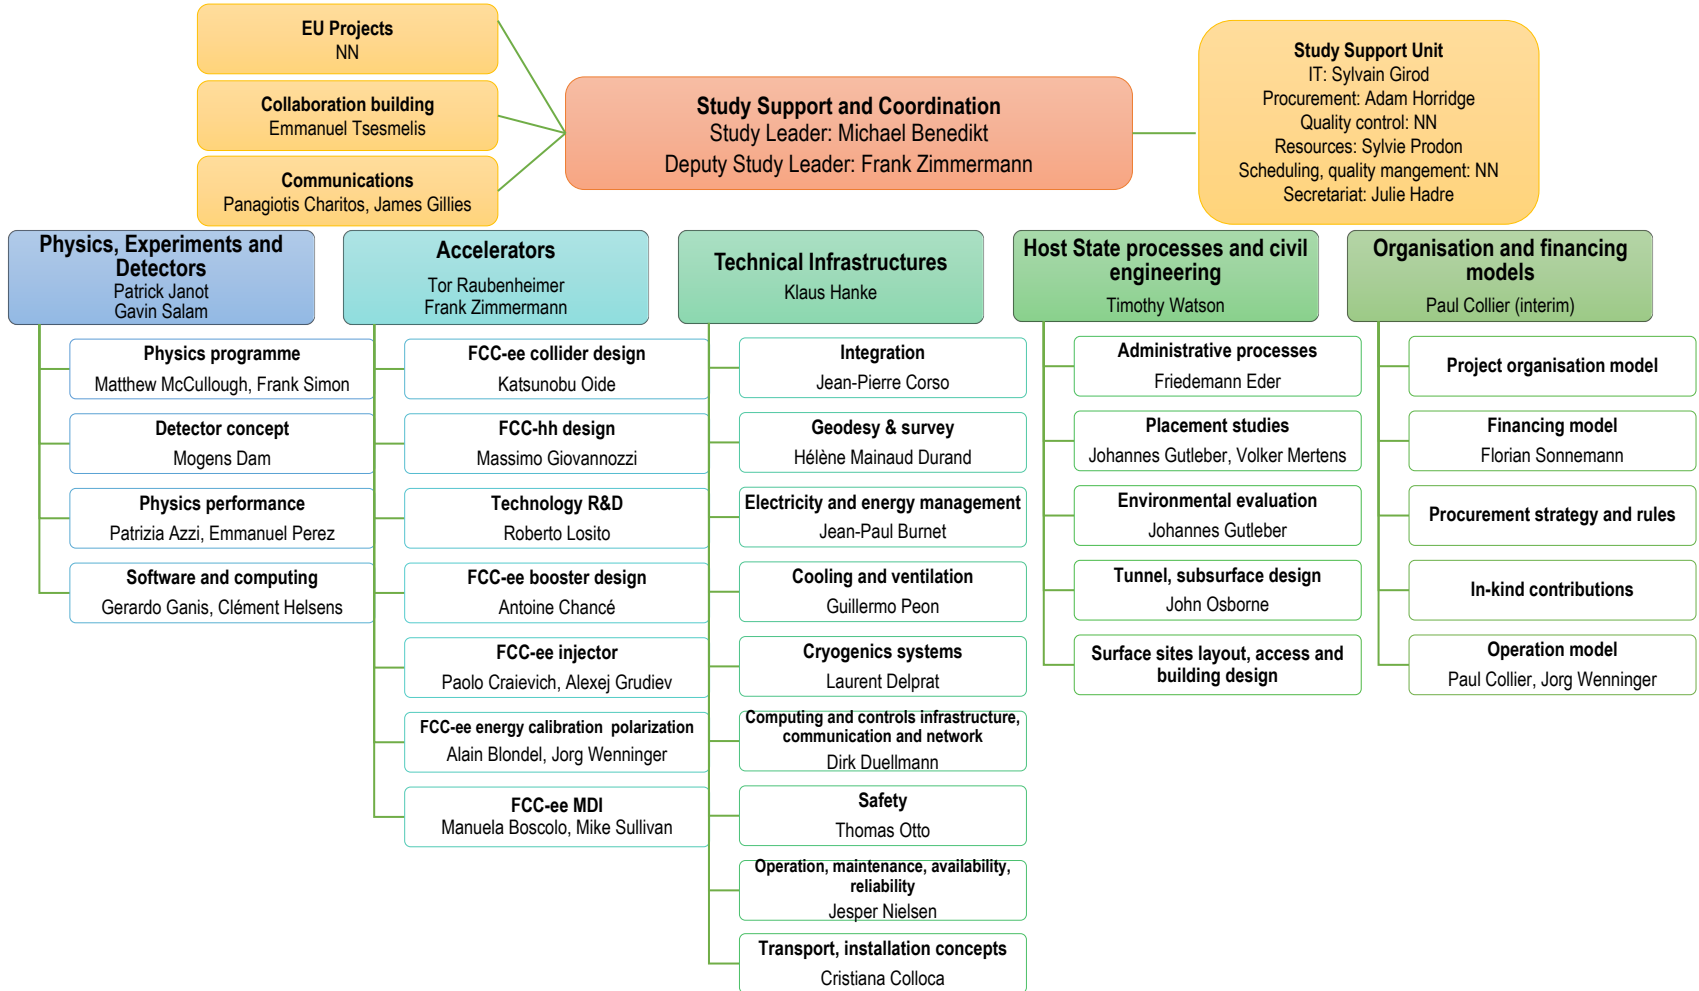 EU Projects
NN
Collaboration building
Emmanuel Tsesmelis
Communications
Panagiotis Charitos, James Gillies
Study Support and Coordination
Study Leader: Michael Benedikt
Deputy Study Leader: Frank Zimmermann
Study Support Unit
IT: Sylvain Girod
Procurement: Adam Horridge
Quality control: NN
Resources: Sylvie Prodon
Scheduling, quality mangement: NN
Secretariat: Julie Hadre
Physics, Experiments and
Detectors
Patrick Janot
Gavin Salam
Physics programme
Matthew McCullough, Frank Simon
Detector concept
Mogens Dam
Physics performance
Patrizia Azzi, Emmanuel Perez
Software and computing
Gerardo Ganis, Clément Helsens
Accelerators
Tor Raubenheimer
Frank Zimmermann
FCC-ee collider design
Katsunobu Oide
FCC-hh design
Massimo Giovannozzi
Technology R&D
Roberto Losito
FCC-ee booster design
Antoine Chancé
FCC-ee injector
Paolo Craievich, Alexej Grudiev
FCC-ee energy calibration  polarization
Alain Blondel, Jorg Wenninger
FCC-ee MDI
Manuela Boscolo, Mike Sullivan
Technical Infrastructures
Klaus Hanke
Integration
Jean-Pierre Corso
Geodesy & survey
Hélène Mainaud Durand
Electricity and energy management
Jean-Paul Burnet
Cooling and ventilation
Guillermo Peon
Cryogenics systems
Laurent Delprat
Computing and controls infrastructure,
communication and network
Dirk Duellmann
Safety
Thomas Otto
Operation, maintenance, availability,
reliability
Jesper Nielsen
Transport, installation concepts
Cristiana Colloca
Host State processes and civil
engineering
Timothy Watson
Administrative processes
Friedemann Eder
Placement studies
Johannes Gutleber, Volker Mertens
Environmental evaluation
Johannes Gutleber
Tunnel, subsurface design
John Osborne
Surface sites layout, access and
building design
Organisation and financing
models
Paul Collier (interim)
Project organisation model
Financing model
Florian Sonnemann
Procurement strategy and rules
In-kind contributions
Operation model
Paul Collier, Jorg Wenninger